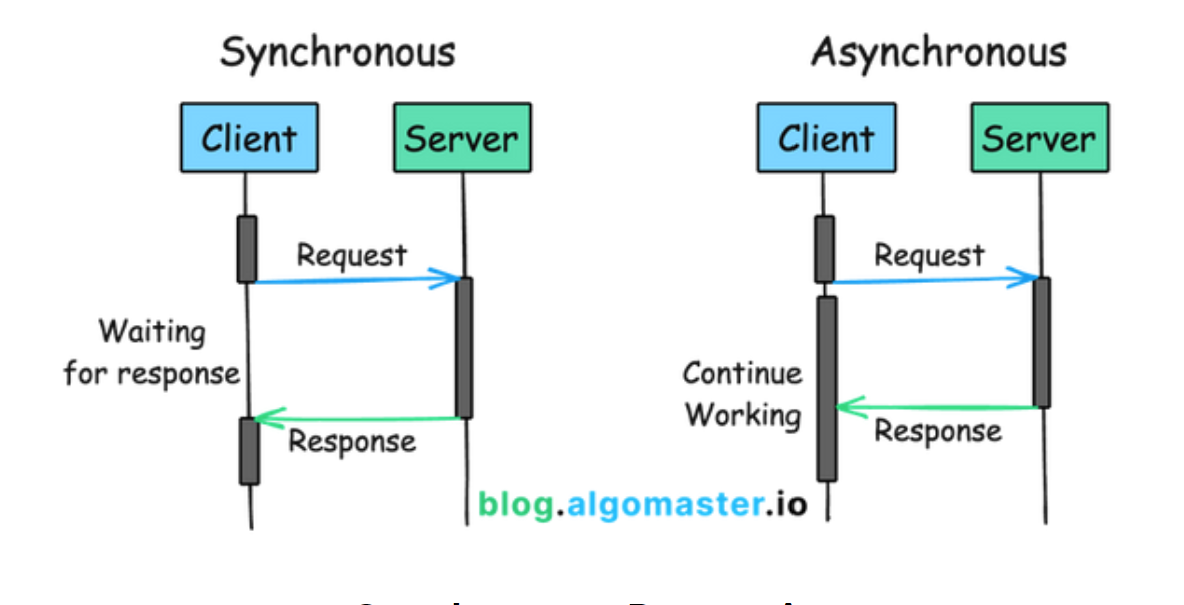 Synchronous
Client
Server
Request
Waiting
for response
Response
Asynchronous
Client
Server
Request
Continue
Working
Response
blog.algomaster.io